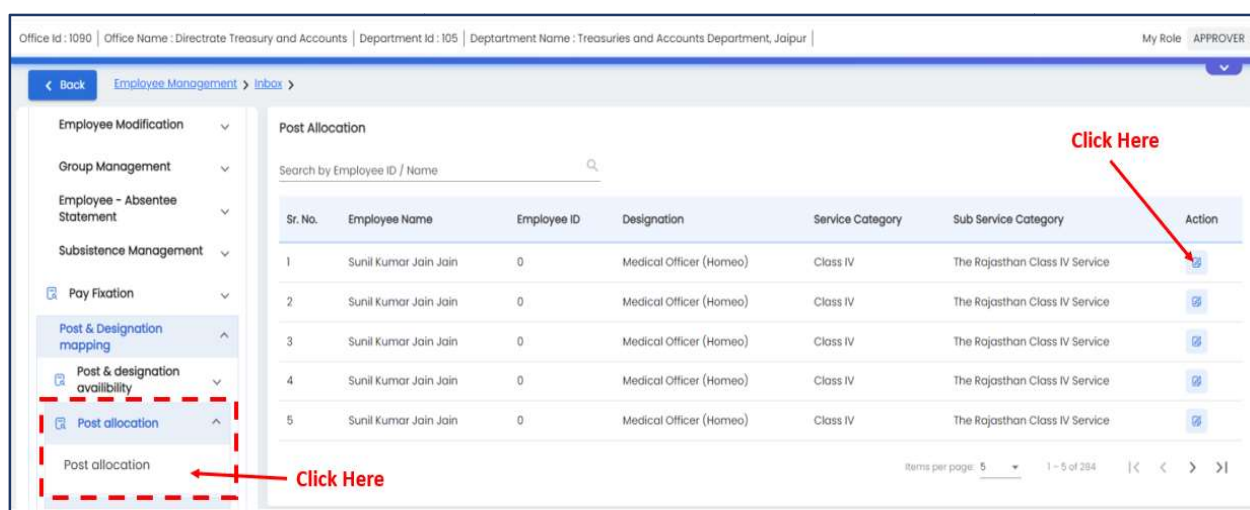 Office Id : 1090 | Office Name : Directrate Treasury and Accounts | Department Id : 105 | Deptartment Name : Treasuries and Accounts Department, Jaipur | My Role APPROVER
Back Employee Management > Inbox >
Employee Modification
Group Management
Employee - Absentee
Statement
Subsistence Management
Pay Fixation
Post & Designation
mapping
Post & designation
availibility
Post allocation
Post allocation
Click Here
Post Allocation
Click Here
Search by Employee ID / Name
Sr. No. Employee Name Employee ID Designation Service Category Sub Service Category Action
1 Sunil Kumar Jain Jain 0 Medical Officer (Homeo) Class IV The Rajasthan Class IV Service
2 Sunil Kumar Jain Jain 0 Medical Officer (Homeo) Class IV The Rajasthan Class IV Service
3 Sunil Kumar Jain Jain 0 Medical Officer (Homeo) Class IV The Rajasthan Class IV Service
4 Sunil Kumar Jain Jain 0 Medical Officer (Homeo) Class IV The Rajasthan Class IV Service
5 Sunil Kumar Jain Jain 0 Medical Officer (Homeo) Class IV The Rajasthan Class IV Service
Items per page: 5 1 – 5 of 284